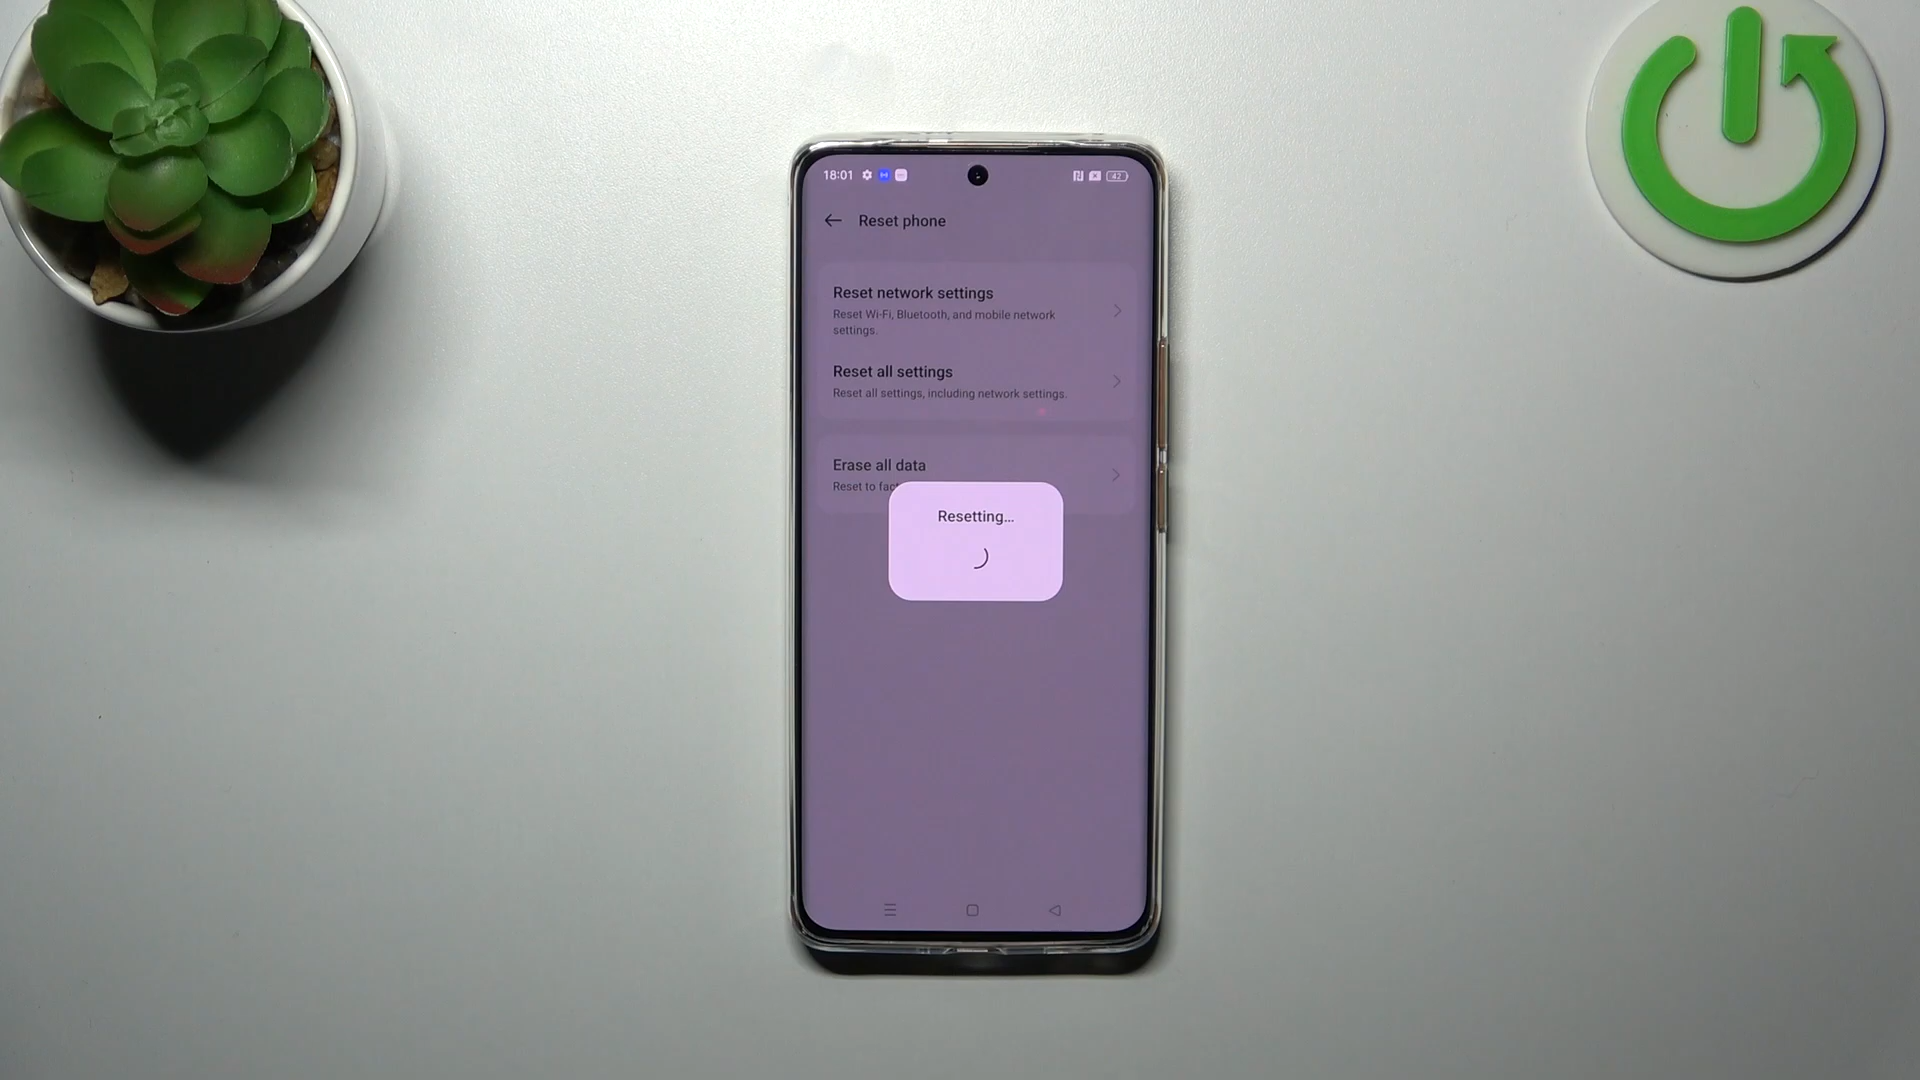 18:01
42
Reset phone
Reset network settings
Reset Wi-Fi, Bluetooth, and mobile network
settings.
Reset all settings
Reset all settings, including network settings.
Erase all data
Reset to fac
Resetting...